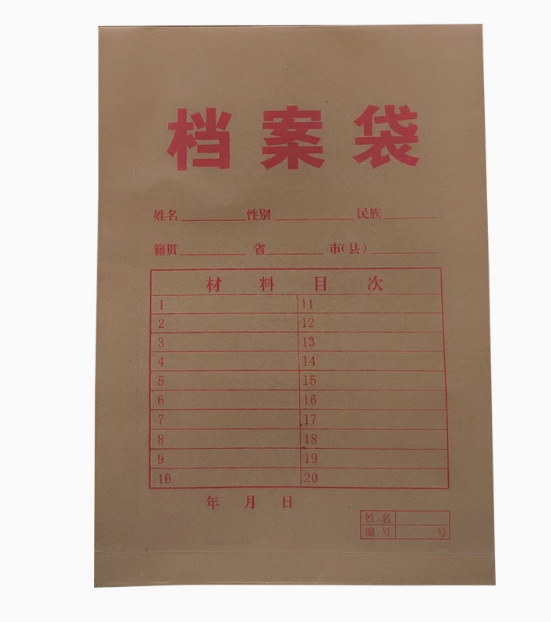 档案袋
姓名 性别 民族
籍贯 省 市(县)
材料目次
1 11
2 12
3 13
4 14
5 15
6 16
7 17
8 18
9 19
10 20
年 月 日
姓名
编号 号